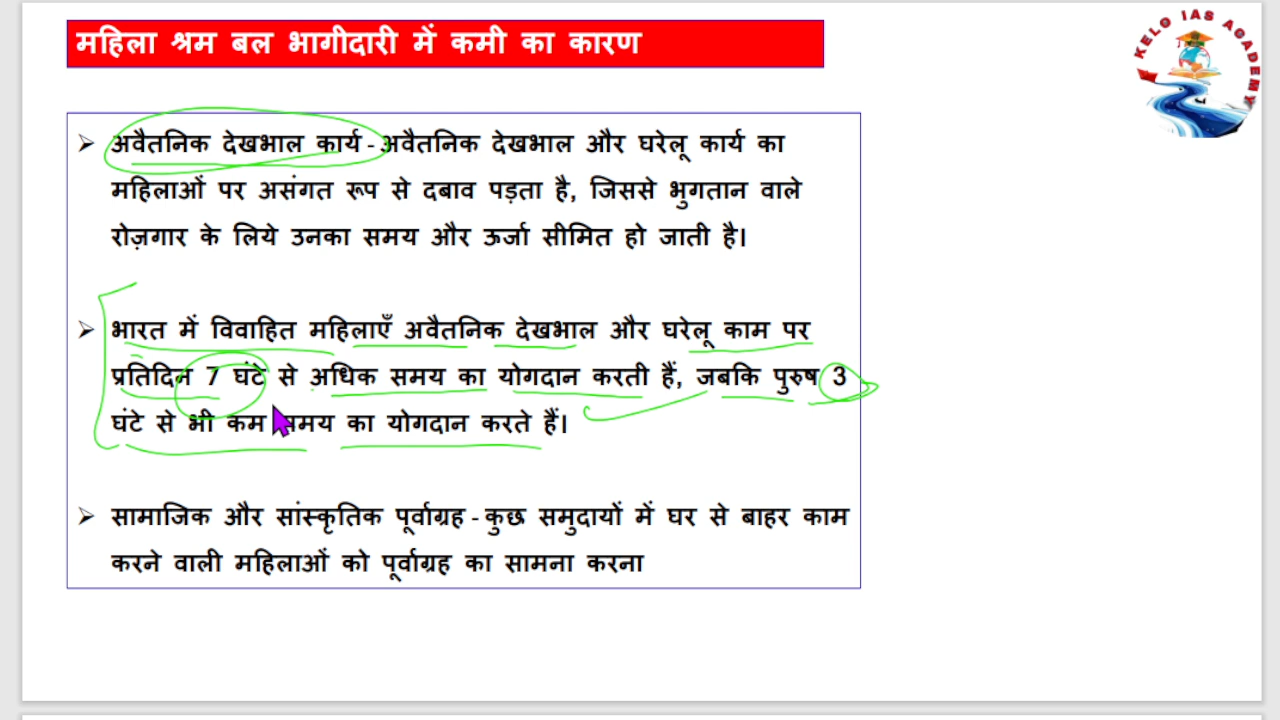 महिला श्रम बल भागीदारी में कमी का कारण
KELO IAS ACADEMY
➢ अवैतनिक देखभाल कार्य - अवैतनिक देखभाल और घरेलू कार्य का
महिलाओं पर असंगत रूप से दबाव पड़ता है, जिससे भुगतान वाले
रोज़गार के लिये उनका समय और ऊर्जा सीमित हो जाती है।
➢ भारत में विवाहित महिलाएँ अवैतनिक देखभाल और घरेलू काम पर
प्रतिदिन 7 घंटे से अधिक समय का योगदान करती हैं, जबकि पुरुष 3
घंटे से भी कम समय का योगदान करते हैं।
➢ सामाजिक और सांस्कृतिक पूर्वाग्रह - कुछ समुदायों में घर से बाहर काम
करने वाली महिलाओं को पूर्वाग्रह का सामना करना